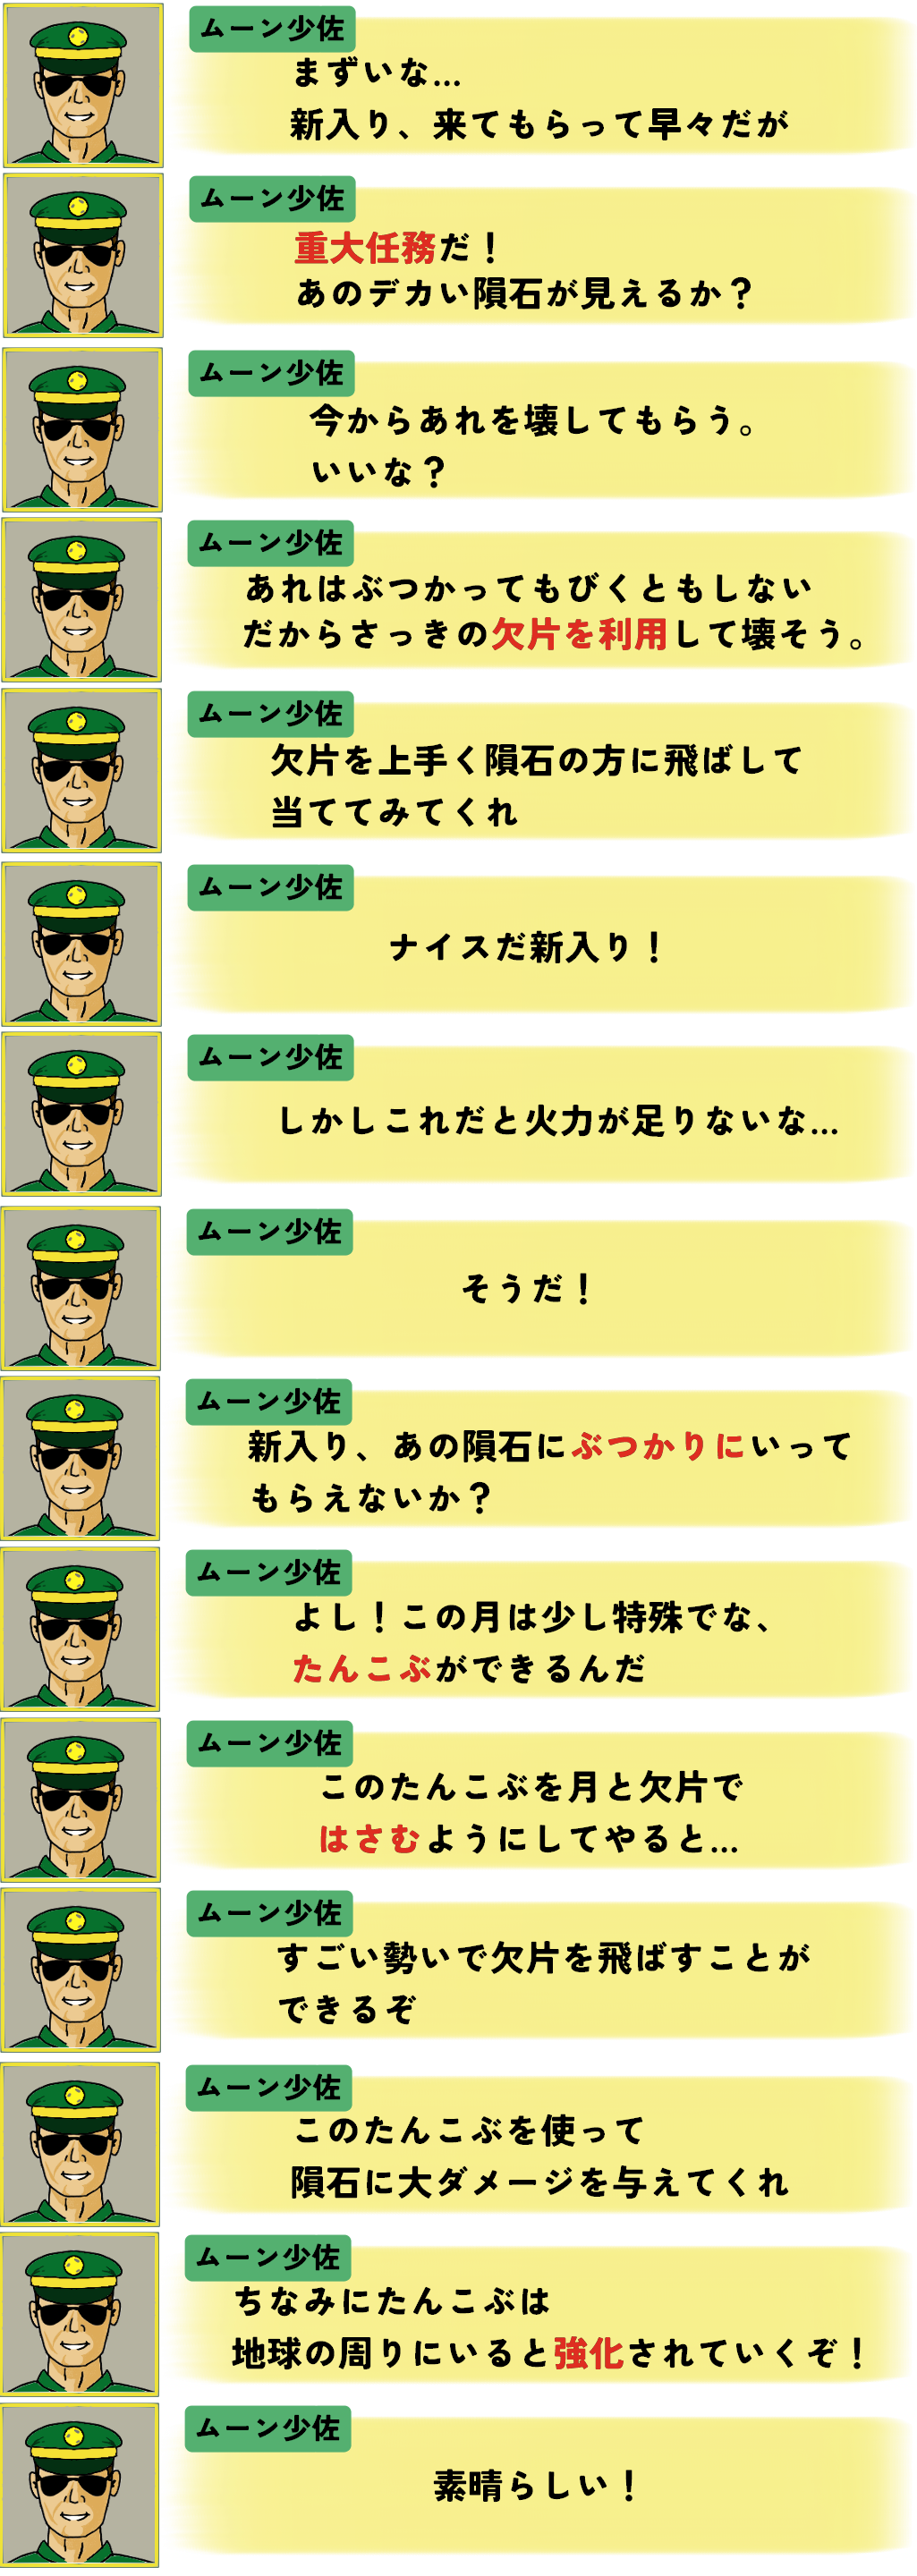 ムーン少佐
まずいな...
新入り、来てもらって早々だが
ムーン少佐
重大任務だ！
あのデカい隕石が見えるか？
ムーン少佐
今からあれを壊してもらう。
いいな？
ムーン少佐
あれはぶつかってもびくともしない
だからさっきの欠片を利用して壊そう。
ムーン少佐
欠片を上手く隕石の方に飛ばして
当ててみてくれ
ムーン少佐
ナイスだ新入り！
ムーン少佐
しかしこれだと火力が足りないな...
ムーン少佐
そうだ！
ムーン少佐
新入り、あの隕石にぶつかりにいって
もらえないか？
ムーン少佐
よし！この月は少し特殊でな、
たんこぶができるんだ
ムーン少佐
このたんこぶを月と欠片で
はさむようにしてやると...
ムーン少佐
すごい勢いで欠片を飛ばすことが
できるぞ
ムーン少佐
このたんこぶを使って
隕石に大ダメージを与えてくれ
ムーン少佐
ちなみにたんこぶは
地球の周りにいると強化されていくぞ！
ムーン少佐
素晴らしい！